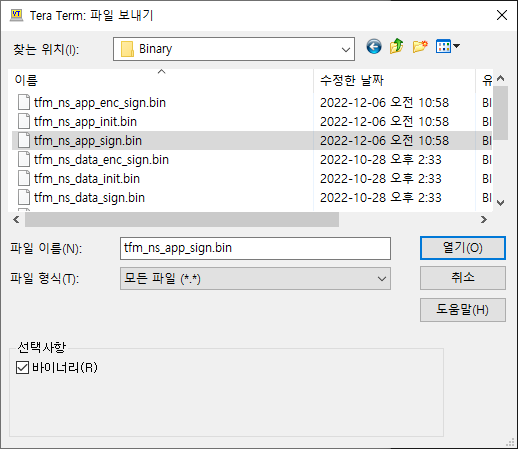 Tera Term: 파일 보내기
찾는 위치(I): Binary
이름 수정한 날짜 유
tfm_ns_app_enc_sign.bin 2022-12-06 오전 10:58 BI
tfm_ns_app_init.bin 2022-12-06 오전 10:58 BI
tfm_ns_app_sign.bin 2022-12-06 오전 10:58 BI
tfm_ns_data_enc_sign.bin 2022-10-28 오후 2:33 BI
tfm_ns_data_init.bin 2022-10-28 오후 2:33 BI
tfm_ns_data_sign.bin 2022-10-28 오후 2:33 BI
파일 이름(N): tfm_ns_app_sign.bin 열기(O)
파일 형식(T): 모든 파일 (*.*) 취소
도움말(H)
선택사항
바이너리(R)